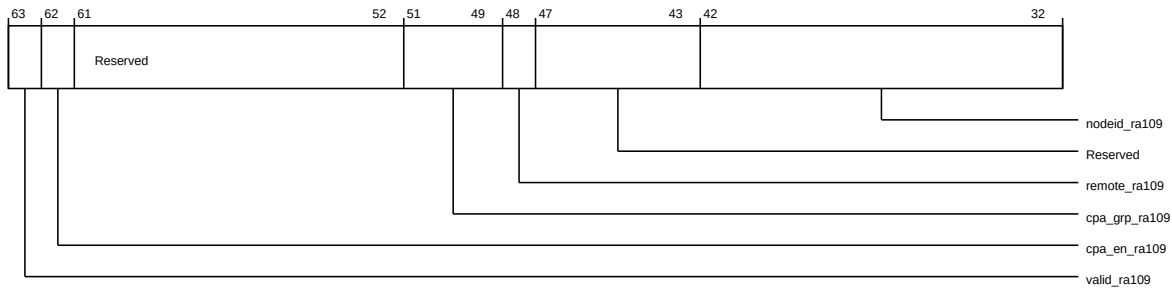 63 62 61 52 51 49 48 47 43 42 32
Reserved
nodeid_ra109
Reserved
remote_ra109
cpa_grp_ra109
cpa_en_ra109
valid_ra109